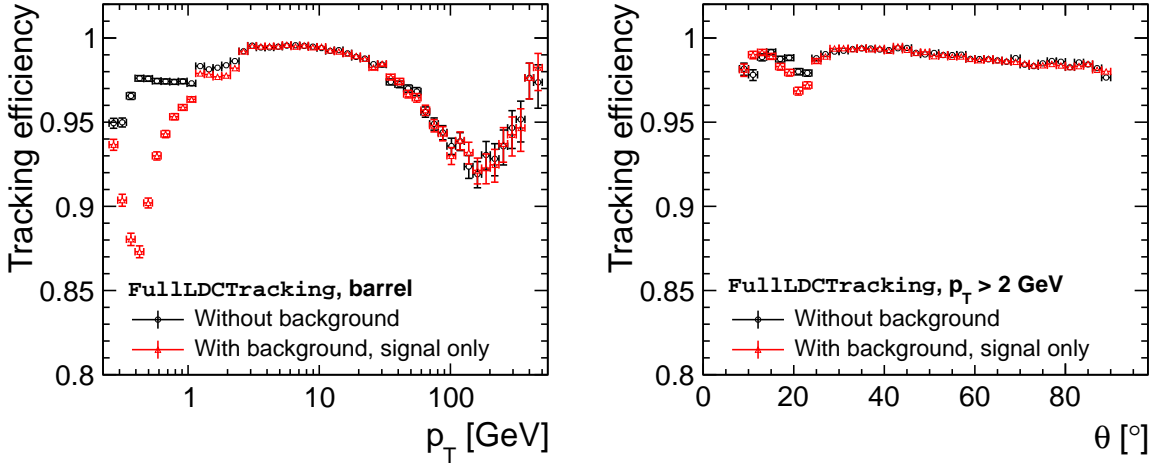 Tracking efficiency
1
0.95
0.9
0.85
0.8
FullLDCTracking, barrel
Without background
With background, signal only
1
10
100
p_T [GeV]
Tracking efficiency
1
0.95
0.9
0.85
0.8
FullLDCTracking, p_T > 2 GeV
Without background
With background, signal only
0
20
40
60
80
θ [°]